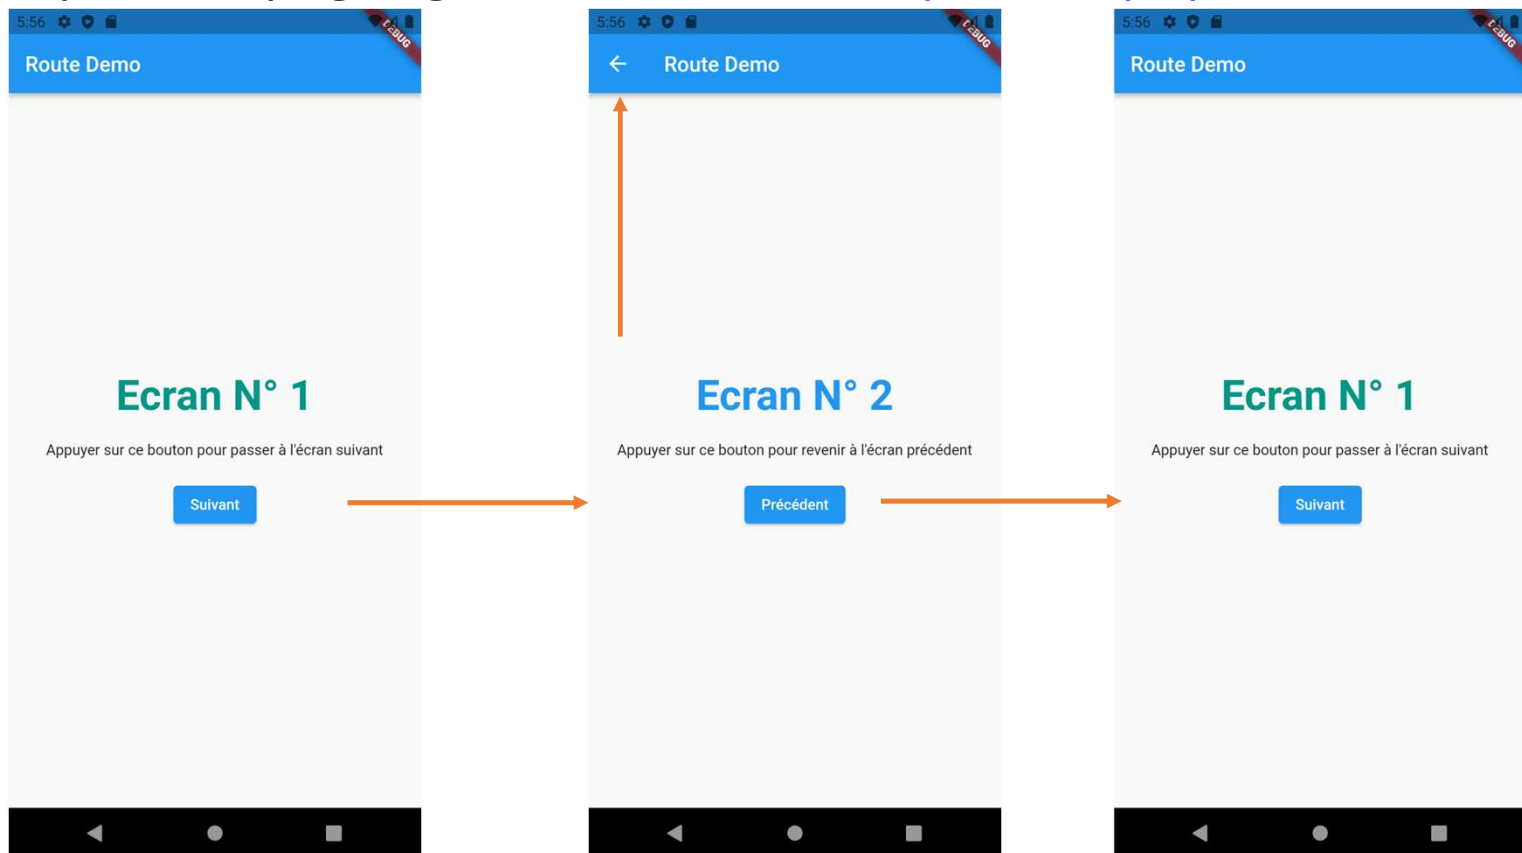 5:56
DEBUG
Route Demo
Ecran N° 1
Appuyer sur ce bouton pour passer à l'écran suivant
Suivant
5:56
DEBUG
Route Demo
Ecran N° 2
Appuyer sur ce bouton pour revenir à l'écran précédent
Précédent
5:56
DEBUG
Route Demo
Ecran N° 1
Appuyer sur ce bouton pour passer à l'écran suivant
Suivant